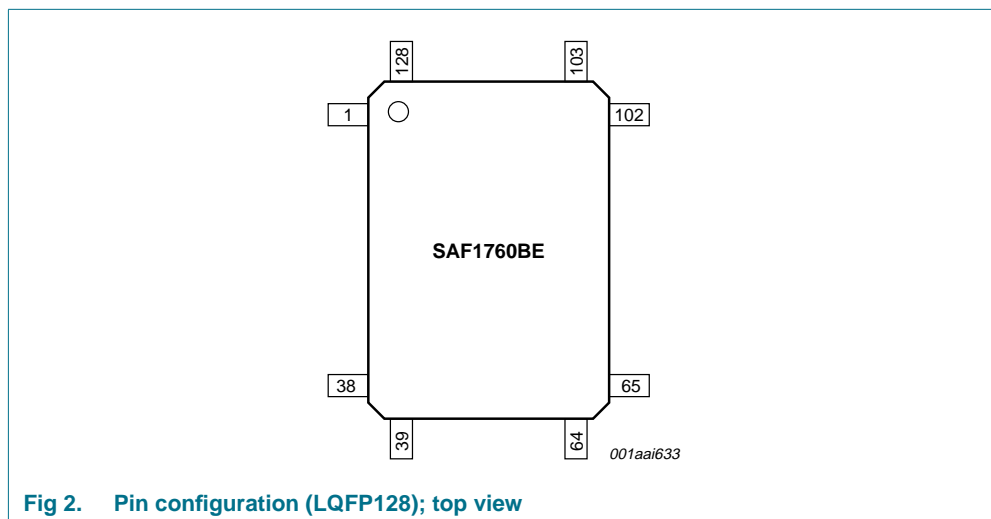 128
103
1
102
SAF1760BE
38
65
39
64
001aai633
Fig 2. Pin configuration (LQFP128); top view